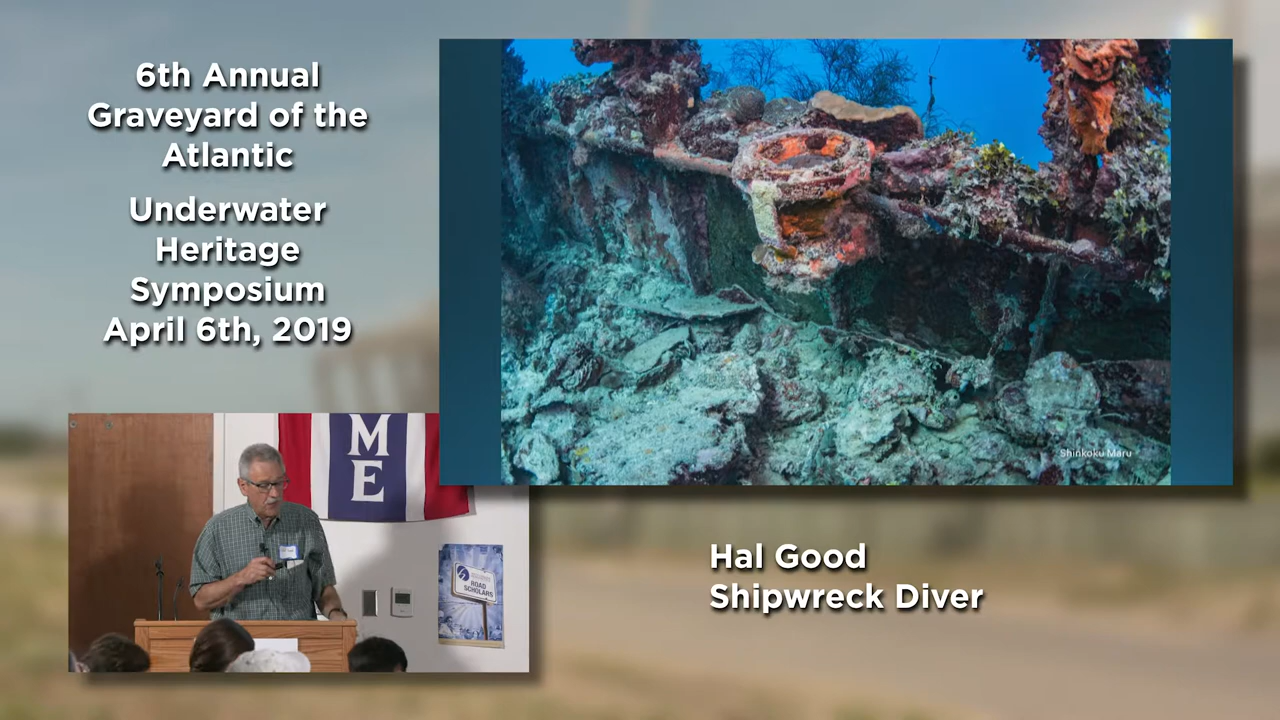 6th Annual
Graveyard of the
Atlantic
Underwater
Heritage
Symposium
April 6th, 2019
Shinkoku Maru
M
E
ROAD
SCHOLARS
Hal Good
Shipwreck Diver